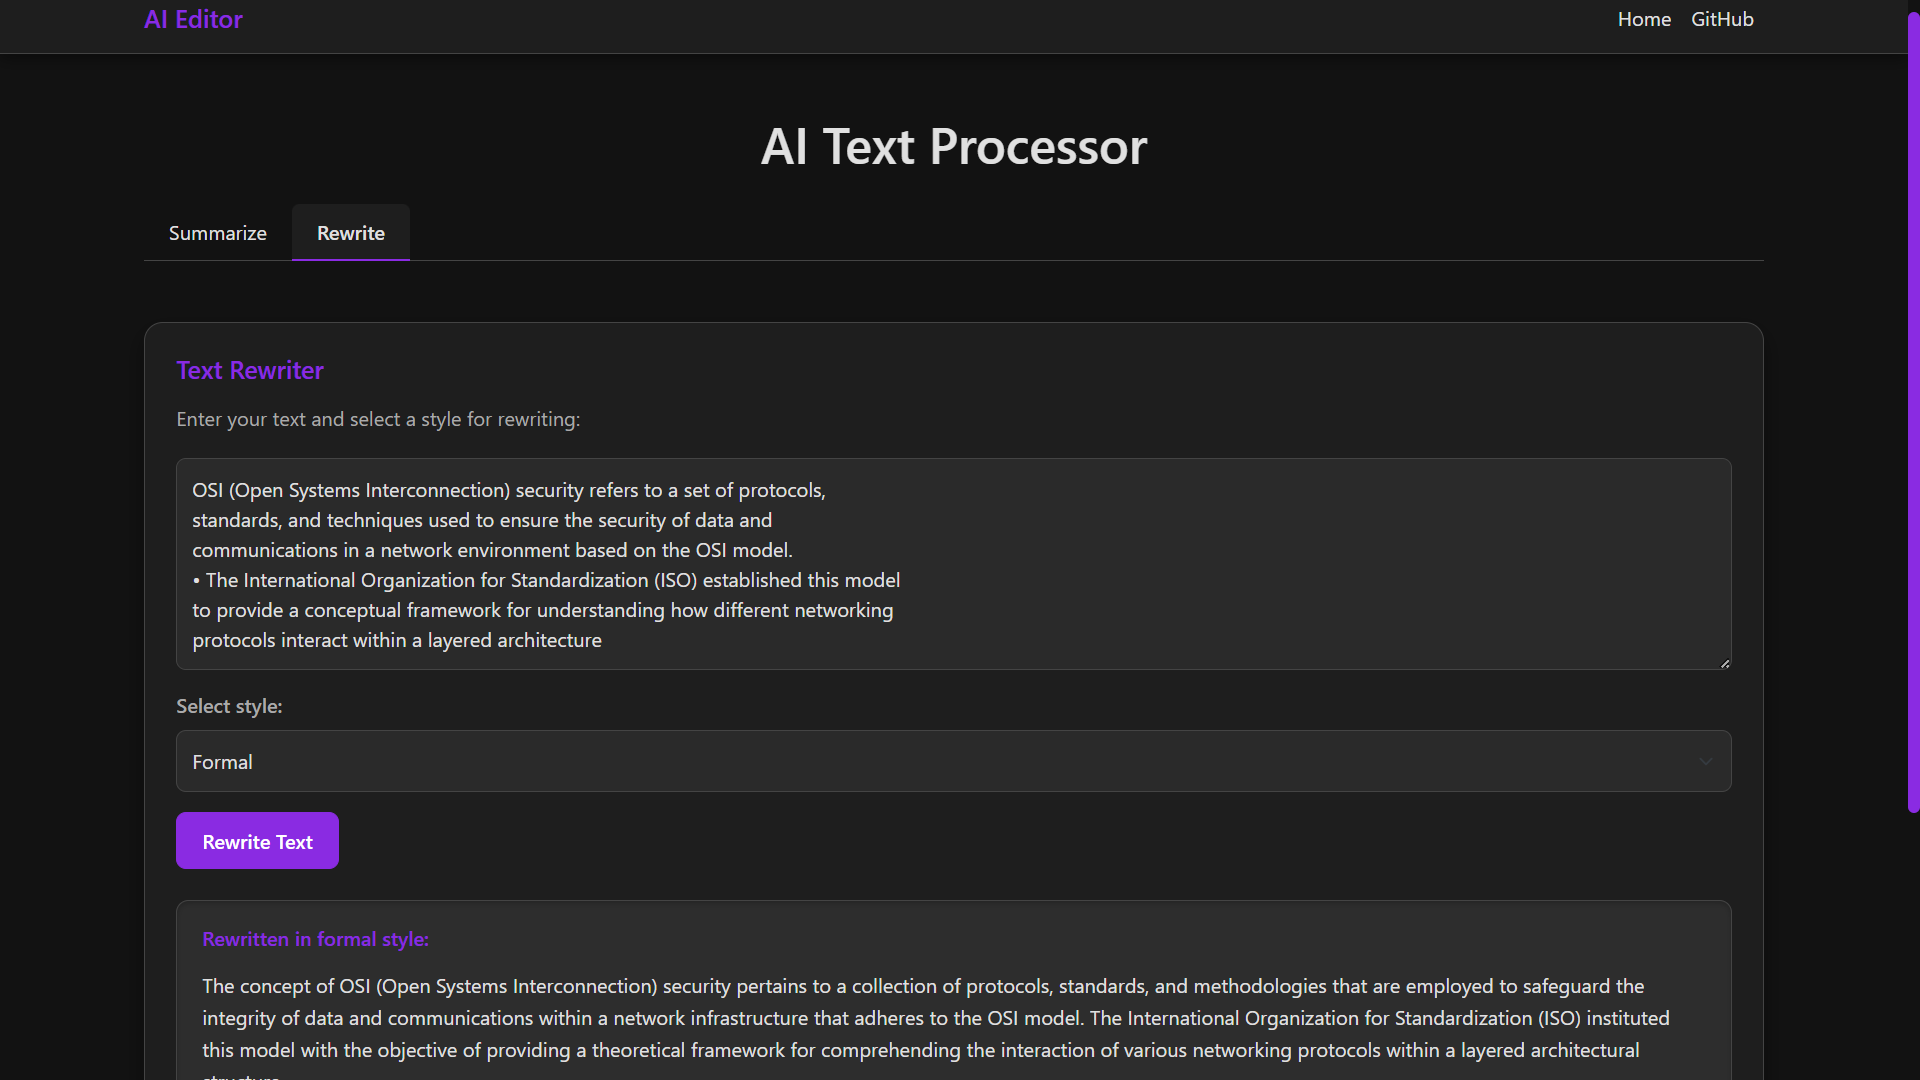 AI Editor
Home
GitHub
AI Text Processor
Summarize
Rewrite
Text Rewriter
Enter your text and select a style for rewriting:
OSI (Open Systems Interconnection) security refers to a set of protocols,
standards, and techniques used to ensure the security of data and
communications in a network environment based on the OSI model.
• The International Organization for Standardization (ISO) established this model
to provide a conceptual framework for understanding how different networking
protocols interact within a layered architecture
Select style:
Formal
Rewrite Text
Rewritten in formal style:
The concept of OSI (Open Systems Interconnection) security pertains to a collection of protocols, standards, and methodologies that are employed to safeguard the
integrity of data and communications within a network infrastructure that adheres to the OSI model. The International Organization for Standardization (ISO) instituted
this model with the objective of providing a theoretical framework for comprehending the interaction of various networking protocols within a layered architectural